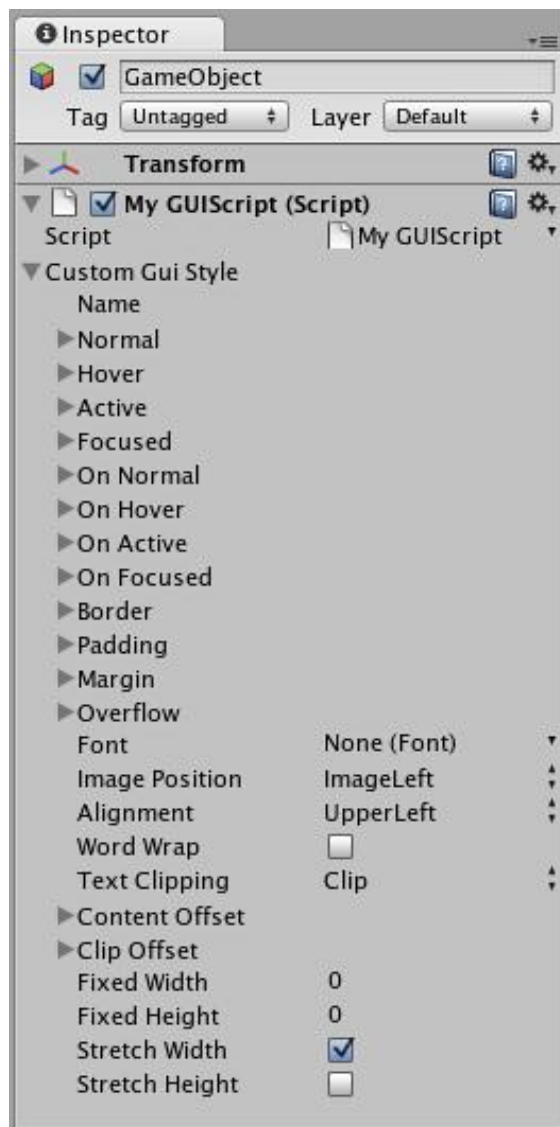 Inspector
GameObject
Tag Untagged Layer Default
Transform
My GUIScript (Script)
Script My GUIScript
Custom Gui Style
Name
Normal
Hover
Active
Focused
On Normal
On Hover
On Active
On Focused
Border
Padding
Margin
Overflow
Font None (Font)
Image Position ImageLeft
Alignment UpperLeft
Word Wrap
Text Clipping Clip
Content Offset
Clip Offset
Fixed Width 0
Fixed Height 0
Stretch Width
Stretch Height